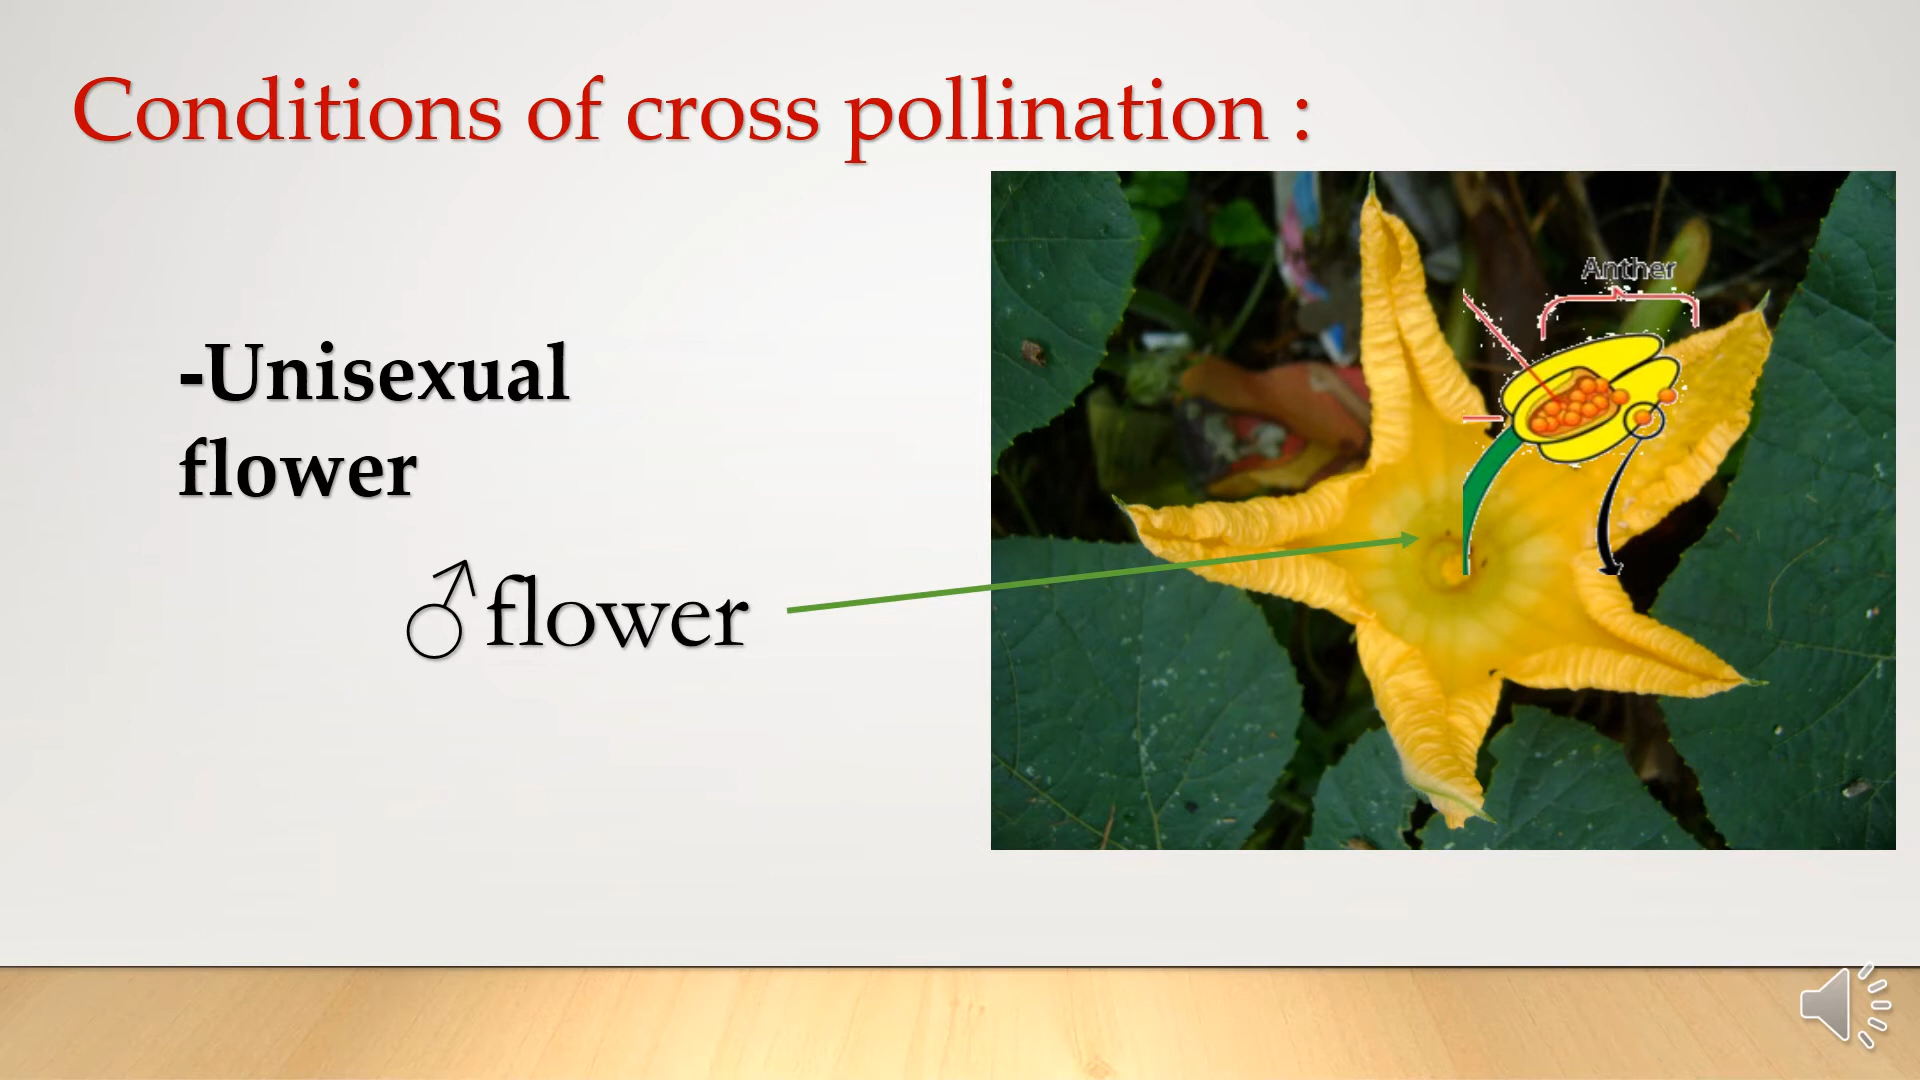 Conditions of cross pollination :
Anther
-Unisexual
flower
♂flower